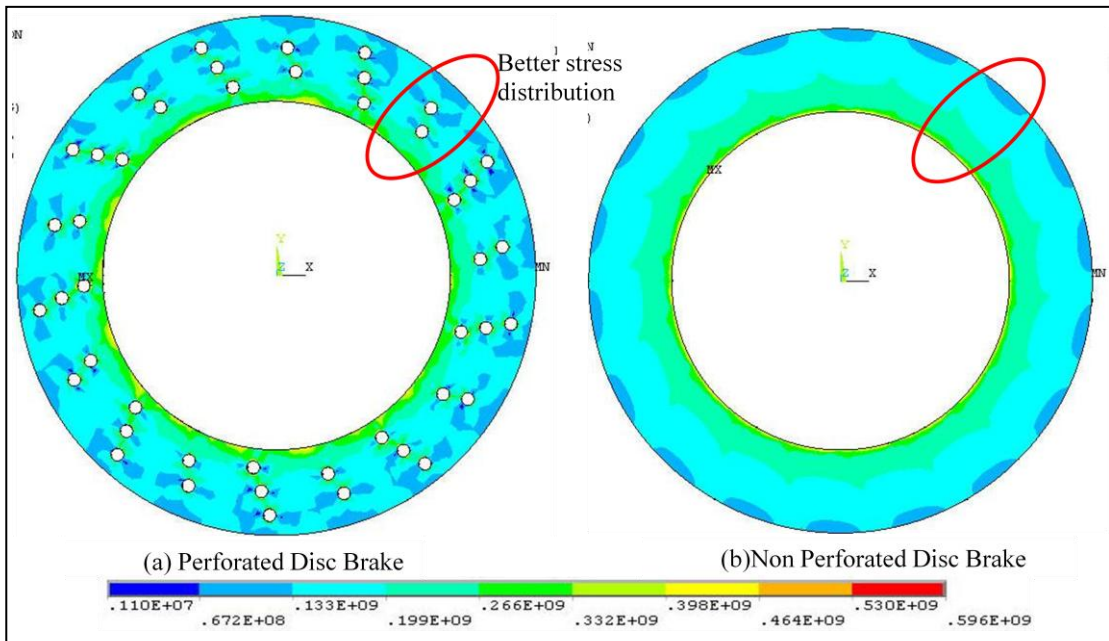 Better stress
distribution
MX
MN
Y
Z
X
MX
MN
Y
Z
X
(a) Perforated Disc Brake
(b)Non Perforated Disc Brake
.110E+07
.133E+09
.266E+09
.398E+09
.530E+09
.672E+08
.199E+09
.332E+09
.464E+09
.596E+09